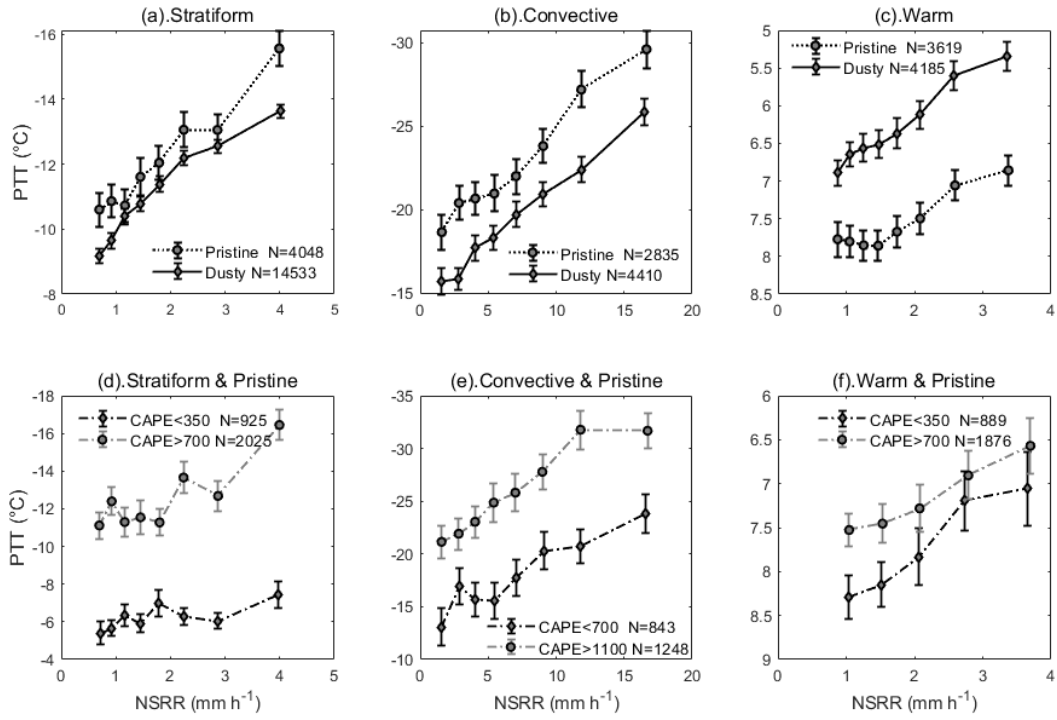 (a).Stratiform
PTT (°C)
-16
-14
-12
-10
-8
Pristine N=4048
Dusty N=14533
0 1 2 3 4 5
(b).Convective
-30
-25
-20
-15
Pristine N=2835
Dusty N=4410
0 5 10 15 20
(c).Warm
5
5.5
6
6.5
7
7.5
8
8.5
Pristine N=3619
Dusty N=4185
0 1 2 3 4
(d).Stratiform & Pristine
PTT (°C)
-18
-16
-14
-12
-10
-8
-6
-4
CAPE<350 N=925
CAPE>700 N=2025
0 1 2 3 4 5
NSRR (mm h-1)
(e).Convective & Pristine
-35
-30
-25
-20
-15
-10
CAPE<700 N=843
CAPE>1100 N=1248
0 5 10 15 20
NSRR (mm h-1)
(f).Warm & Pristine
6
6.5
7
7.5
8
8.5
9
CAPE<350 N=889
CAPE>700 N=1876
0 1 2 3 4
NSRR (mm h-1)